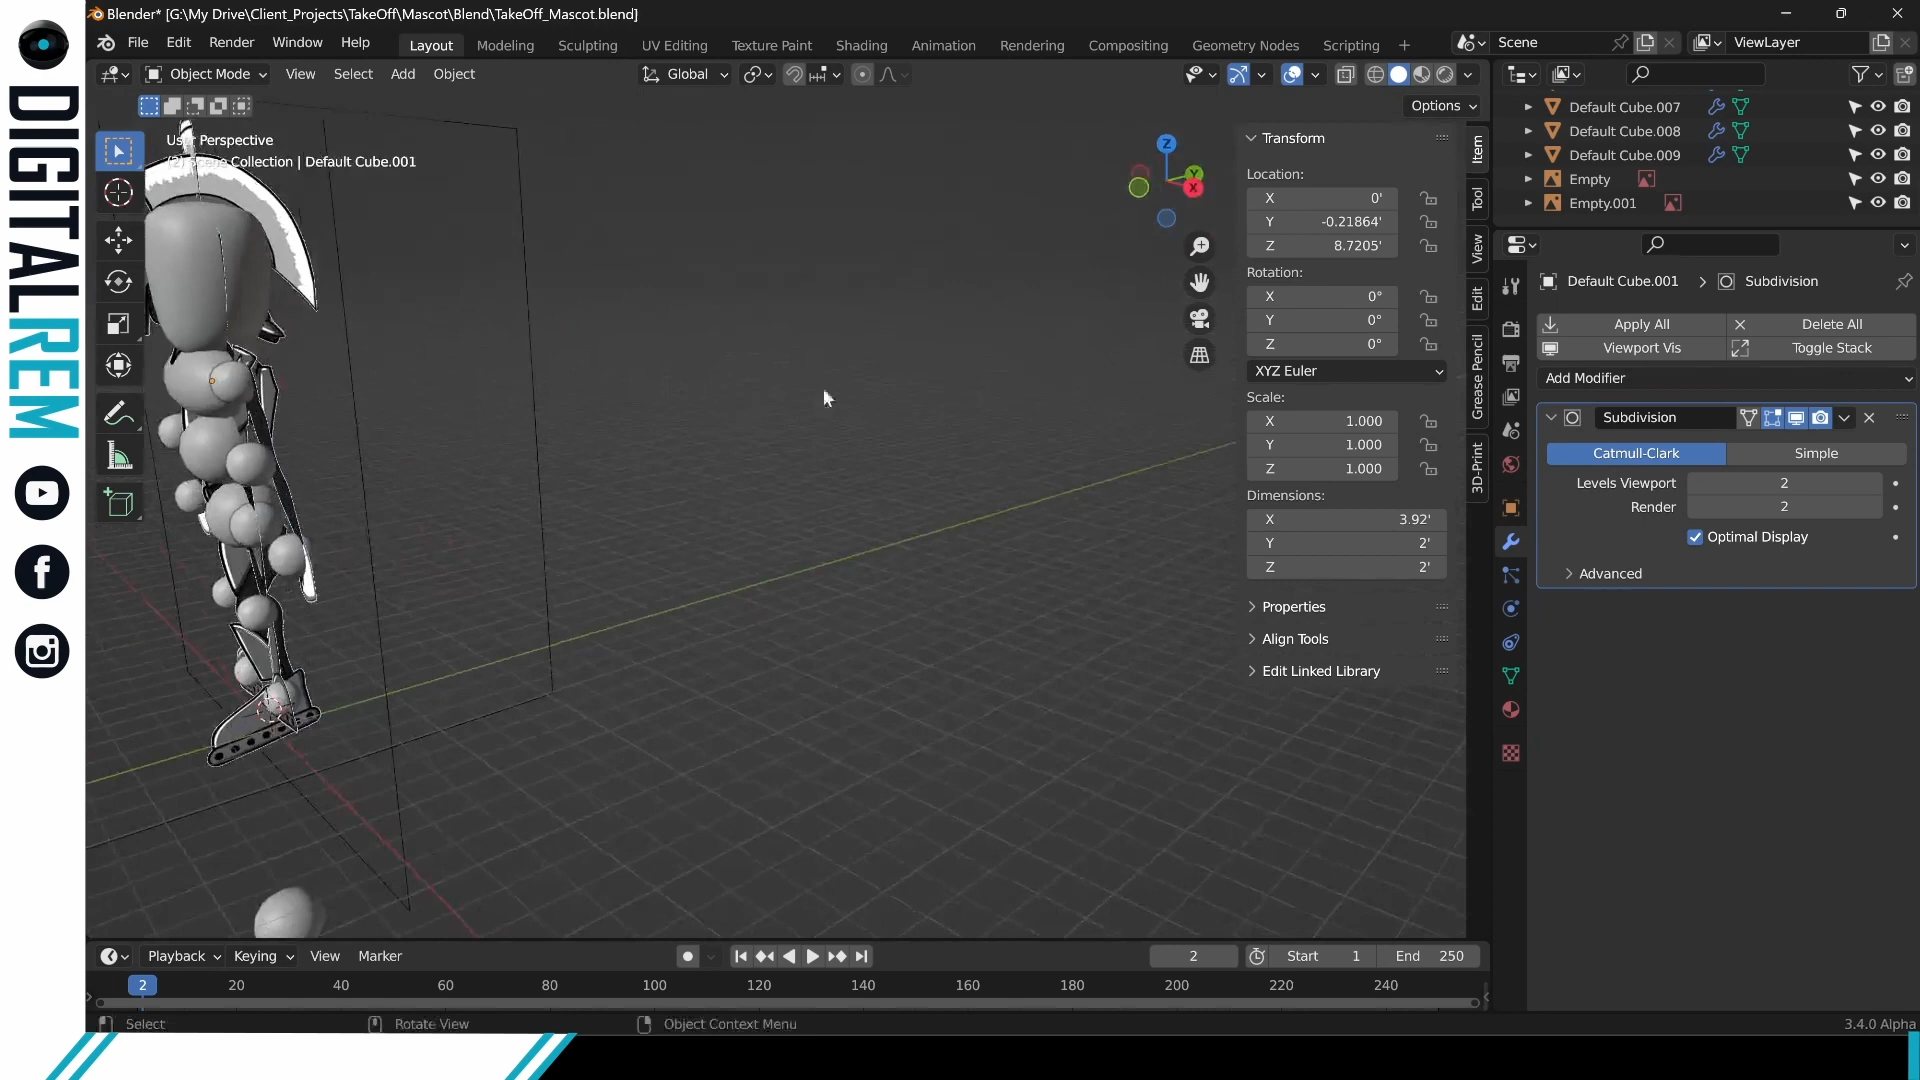 DIGITALREM
Blender* [G:\My Drive\Client_Projects\TakeOff\Mascot\Blend\TakeOff_Mascot.blend]
File Edit Render Window Help Layout Modeling Sculpting UV Editing Texture Paint Shading Animation Rendering Compositing Geometry Nodes Scripting + Scene ViewLayer
Object Mode View Select Add Object Global
Options
User Perspective
(2) Scene Collection | Default Cube.001
Z
Y
X
Transform
Location:
X 0'
Y -0.21864'
Z 8.7205'
Rotation:
X 0°
Y 0°
Z 0°
XYZ Euler
Scale:
X 1.000
Y 1.000
Z 1.000
Dimensions:
X 3.92'
Y 2'
Z 2'
Properties
Align Tools
Edit Linked Library
Item
Tool
View
Edit
Grease Pencil
3D-Print
Default Cube.007
Default Cube.008
Default Cube.009
Empty
Empty.001
Default Cube.001 > Subdivision
Apply All Delete All
Viewport Vis Toggle Stack
Add Modifier
Subdivision
Catmull-Clark Simple
Levels Viewport 2
Render 2
Optimal Display
Advanced
Playback Keying View Marker 2 Start 1 End 250
2 20 40 60 80 100 120 140 160 180 200 220 240
Select Rotate View Object Context Menu 3.4.0 Alpha